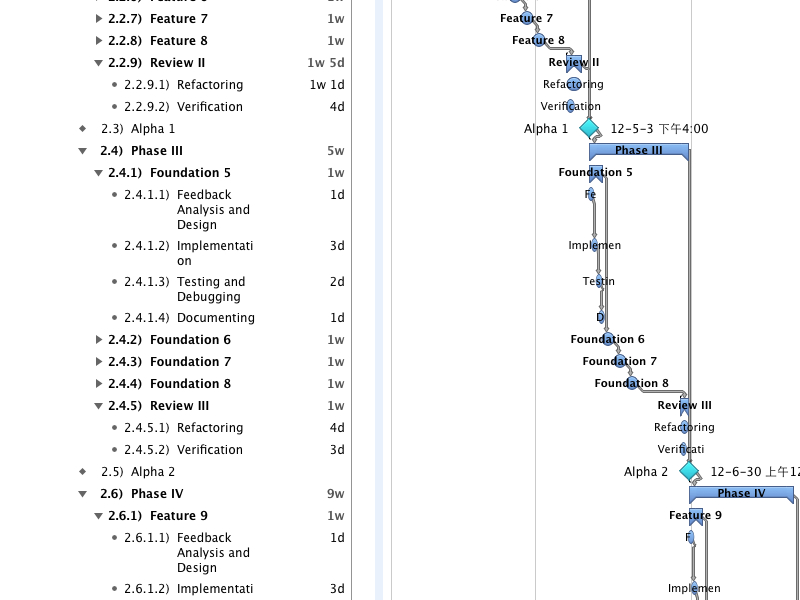 2.2.7) Feature 7 1w Feature 7
2.2.8) Feature 8 1w Feature 8
2.2.9) Review II 1w 5d Review II
2.2.9.1) Refactoring 1w 1d Refactoring
2.2.9.2) Verification 4d Verification
2.3) Alpha 1 Alpha 1 12-5-3 下午4:00
2.4) Phase III 5w Phase III
2.4.1) Foundation 5 1w Foundation 5
2.4.1.1) Feedback 1d Fe
Analysis and
Design
2.4.1.2) Implementati 3d Implemen
on
2.4.1.3) Testing and 2d Testin
Debugging
2.4.1.4) Documenting 1d D
2.4.2) Foundation 6 1w Foundation 6
2.4.3) Foundation 7 1w Foundation 7
2.4.4) Foundation 8 1w Foundation 8
2.4.5) Review III 1w Review III
2.4.5.1) Refactoring 4d Refactoring
2.4.5.2) Verification 3d Verificati
2.5) Alpha 2 Alpha 2 12-6-30 上午12
2.6) Phase IV 9w Phase IV
2.6.1) Feature 9 1w Feature 9
2.6.1.1) Feedback 1d F
Analysis and
Design
2.6.1.2) Implementati 3d Implemen